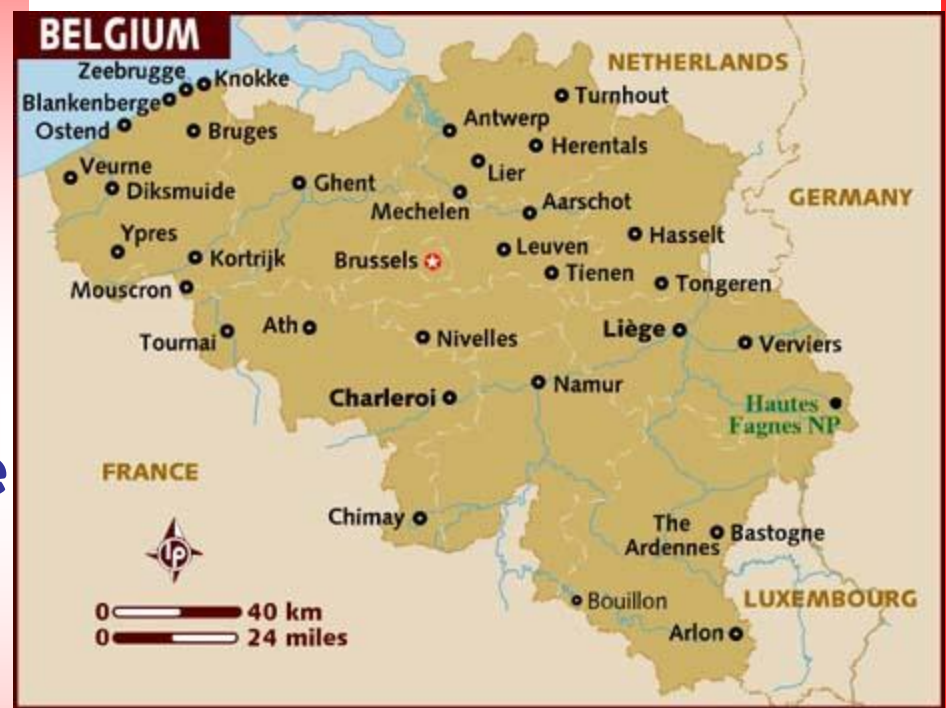 BELGIUM
NETHERLANDS
Zeebrugge
Knokke
Blankenberge
Turnhout
Ostend
Bruges
Antwerp
Herentals
Veurne
Lier
Diksmuide
Ghent
GERMANY
Mechelen
Aarschot
Ypres
Hasselt
Kortrijk
Brussels
Leuven
Tienen
Tongeren
Mouscron
Tournai
Ath
Nivelles
Liège
Verviers
Charleroi
Namur
Hautes
Fagnes NP
e
FRANCE
Chimay
The
Ardennes
Bastogne
LP
0 40 km
0 24 miles
Bouillon
LUXEMBOURG
Arlon